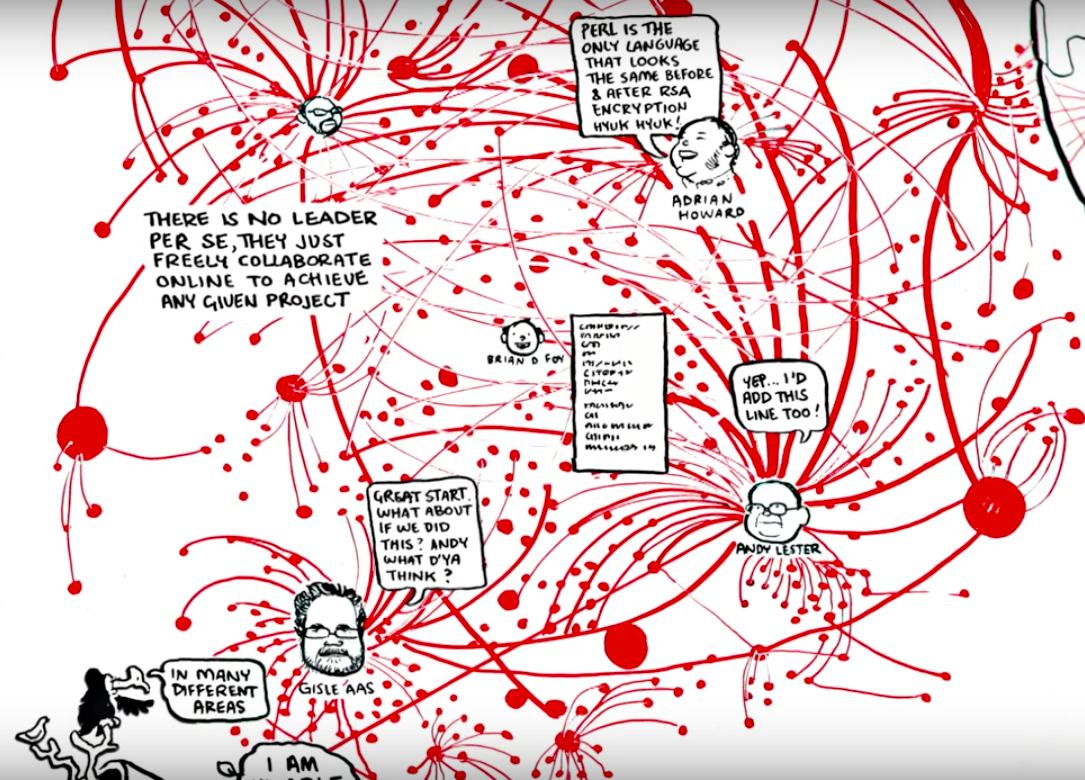 PERL IS THE
ONLY LANGUAGE
THAT LOOKS
THE SAME BEFORE
& AFTER RSA
ENCRYPTION
HYUK HYUK!
ADRIAN
HOWARD
THERE IS NO LEADER
PER SE, THEY JUST
FREELY COLLABORATE
ONLINE TO ACHIEVE
ANY GIVEN PROJECT
BRIAN D FOY
YEP... I'D
ADD THIS
LINE TOO!
ANDY LESTER
GREAT START.
WHAT ABOUT
IF WE DID
THIS? ANDY
WHAT D'YA
THINK?
GISLE AAS
IN MANY
DIFFERENT
AREAS
I AM